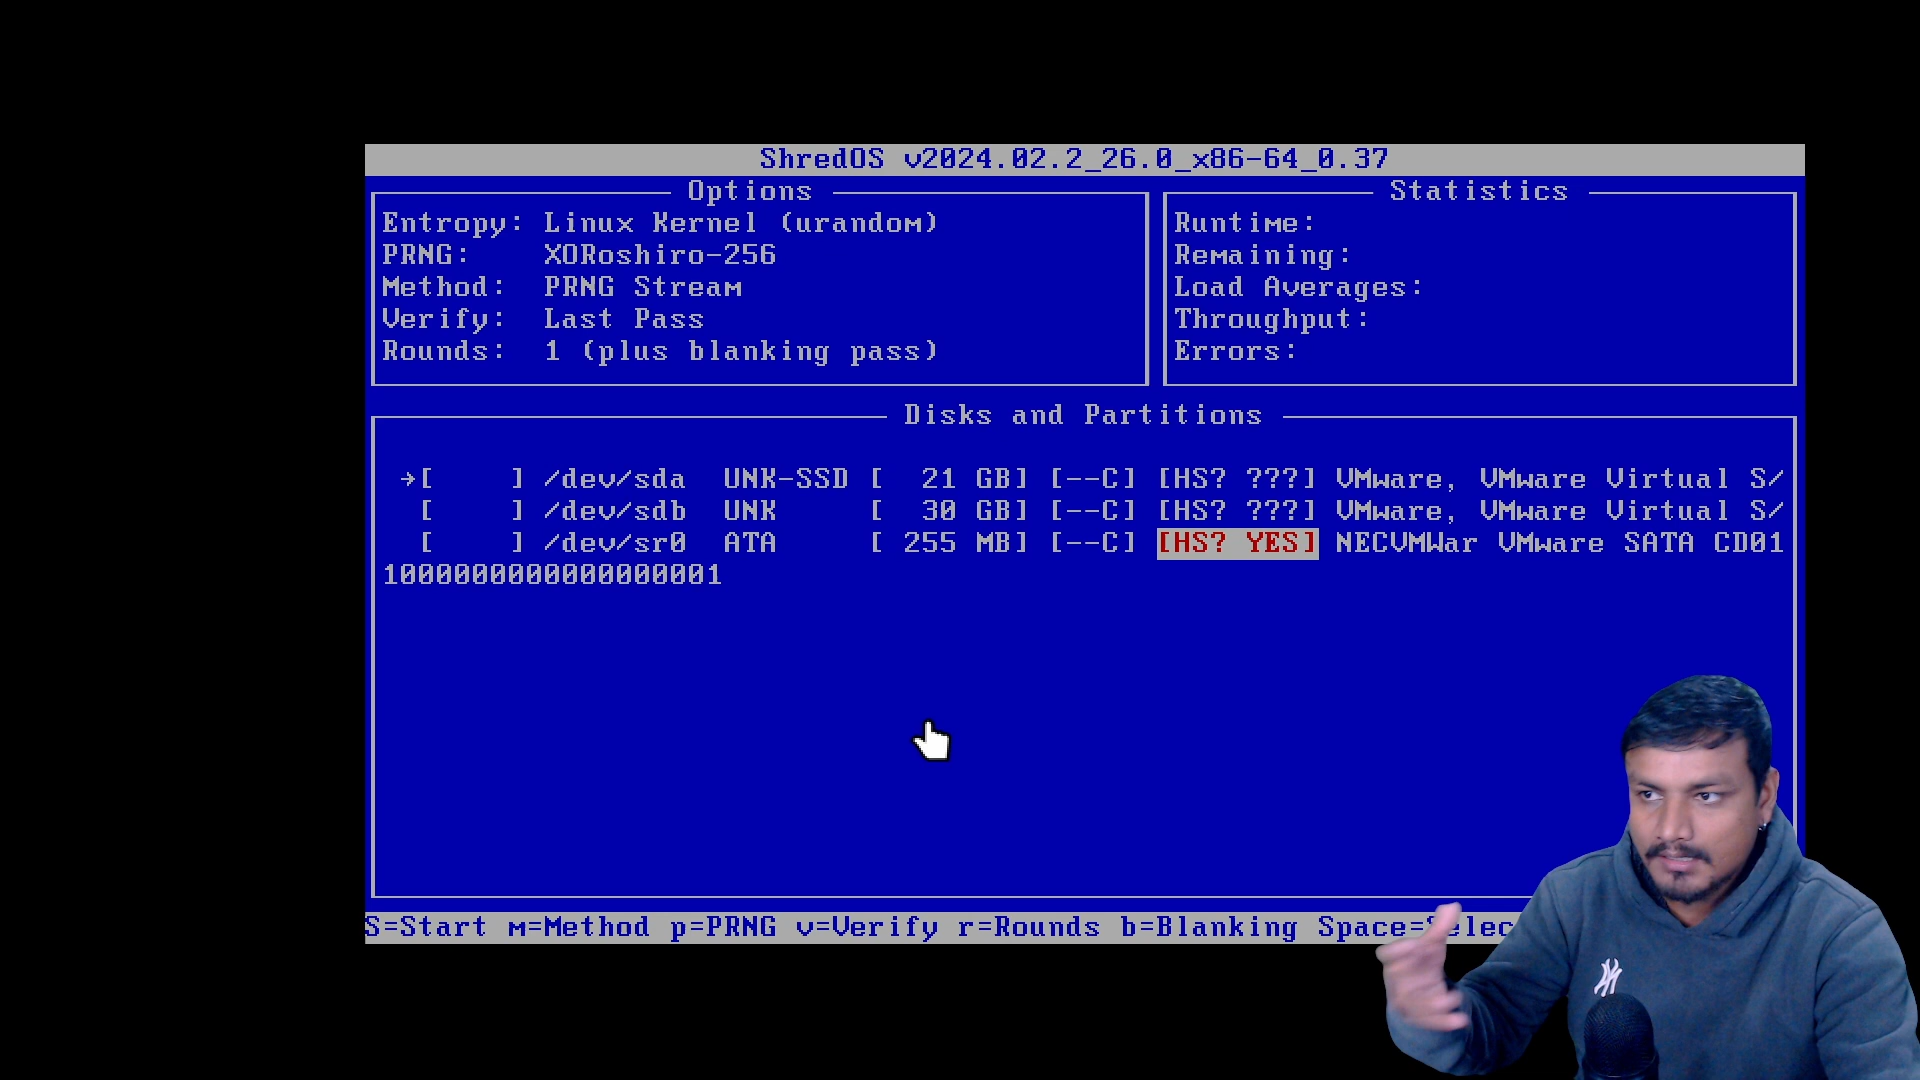 ShredOS v2024.02.2_26.0_x86-64_0.37
Options
Entropy: Linux Kernel (urandom)
PRNG: XORoshiro-256
Method: PRNG Stream
Verify: Last Pass
Rounds: 1 (plus blanking pass)
Statistics
Runtime:
Remaining:
Load Averages:
Throughput:
Errors:
Disks and Partitions
→[    ] /dev/sda UNK-SSD [ 21 GB] [--C] [HS? ???] VMware, VMware Virtual S/
[    ] /dev/sdb UNK [ 30 GB] [--C] [HS? ???] VMware, VMware Virtual S/
[    ] /dev/sr0 ATA [ 255 MB] [--C] [HS? YES] NECVMWar VMware SATA CD01
1000000000000000001
S=Start m=Method p=PRNG v=Verify r=Rounds b=Blanking Space=Selec
NY